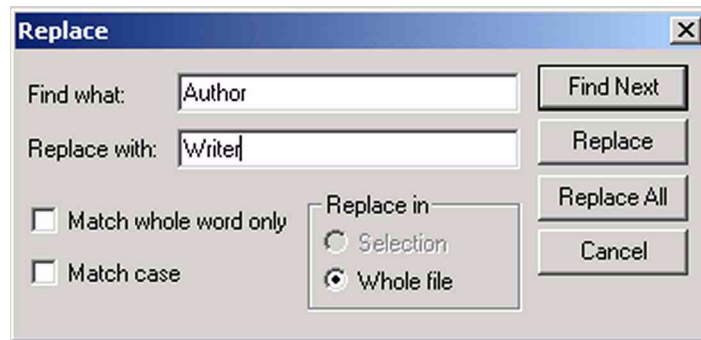 Replace
Find what: Author
Find Next
Replace with: Writer
Replace
Replace All
Match whole word only
Match case
Replace in
Selection
Whole file
Cancel